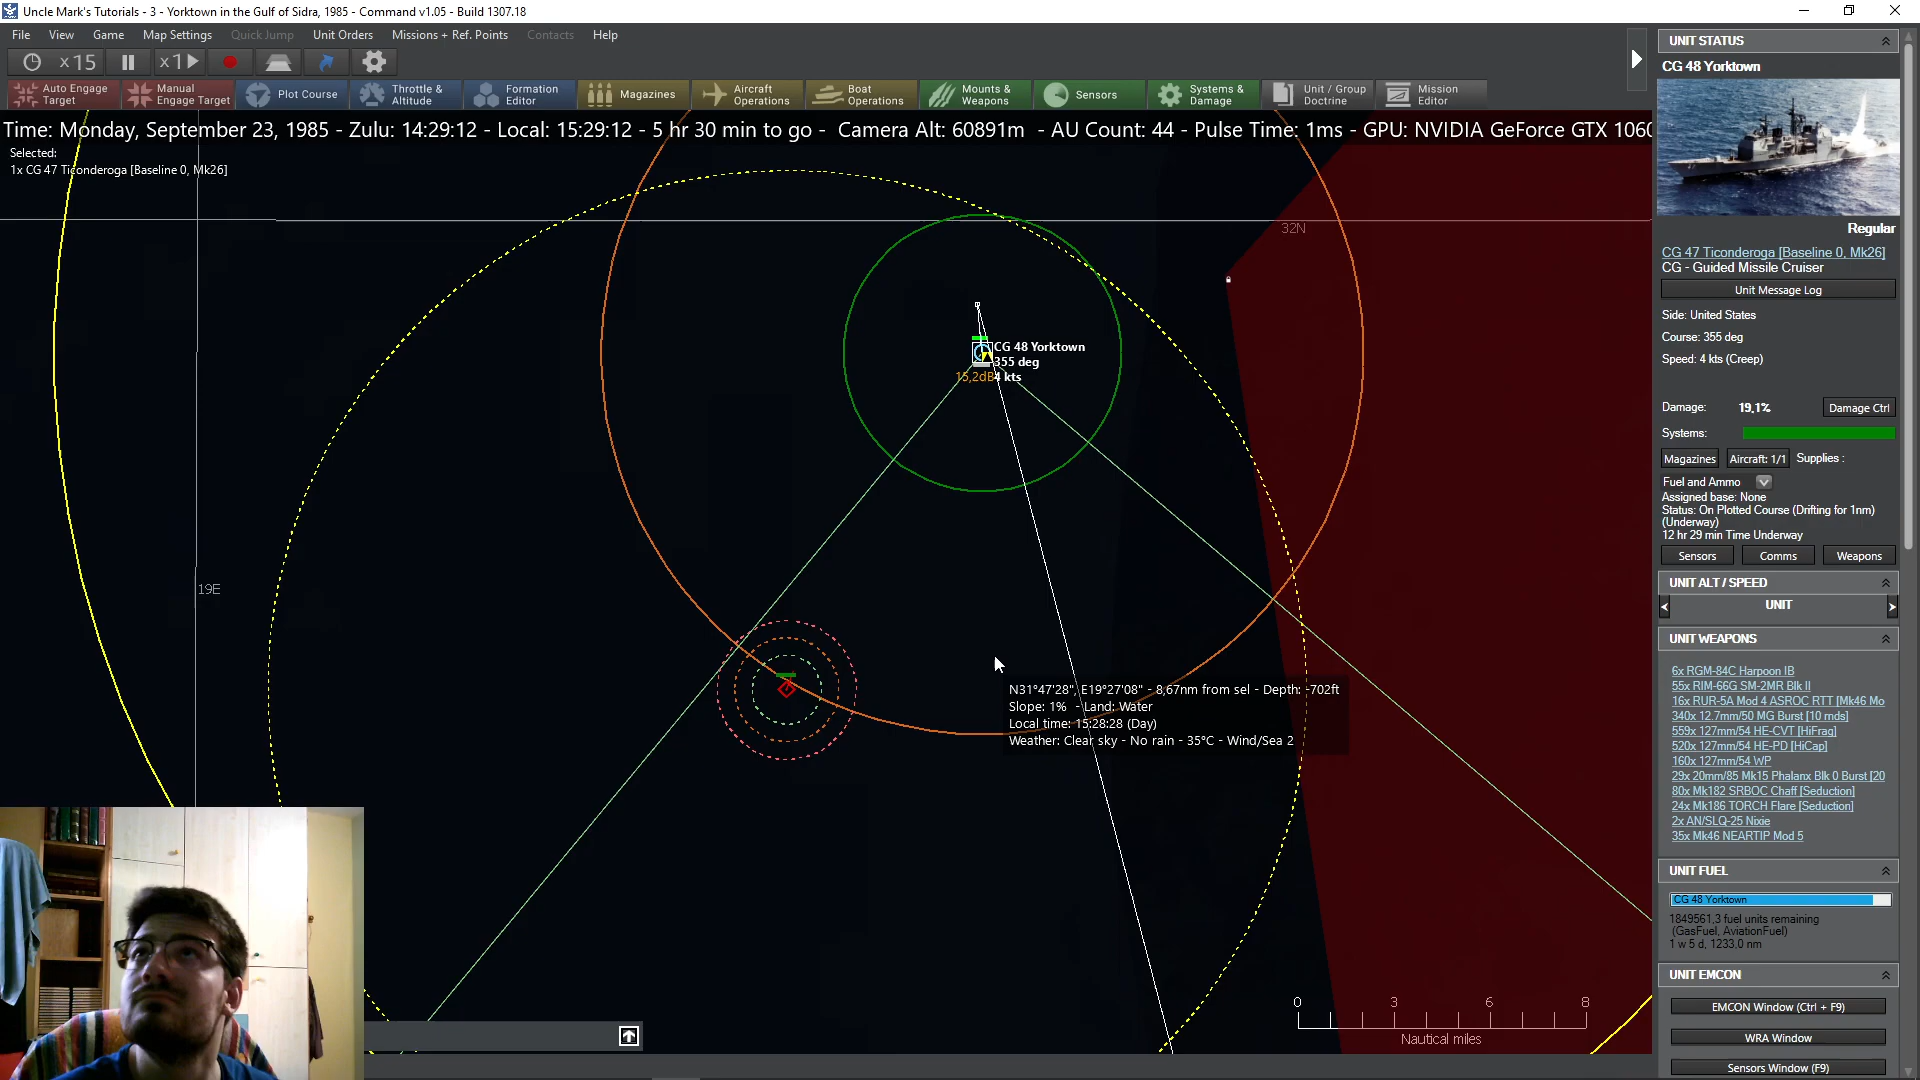 Uncle Mark's Tutorials - 3 - Yorktown in the Gulf of Sidra, 1985 - Command v1.05 - Build 1307.18
File View Game Map Settings Quick Jump Unit Orders Missions + Ref. Points Contacts Help
x 15 x 1
Auto Engage Target
Manual Engage Target
Plot Course
Throttle & Altitude
Formation Editor
Magazines
Aircraft Operations
Boat Operations
Mounts & Weapons
Sensors
Systems & Damage
Unit / Group Doctrine
Mission Editor
Time: Monday, September 23, 1985 - Zulu: 14:29:12 - Local: 15:29:12 - 5 hr 30 min to go - Camera Alt: 60891m - AU Count: 44 - Pulse Time: 1ms - GPU: NVIDIA GeForce GTX 1060
Selected:
1x CG 47 Ticonderoga [Baseline 0, Mk26]
32N
CG 48 Yorktown
355 deg
15,2dB 4 kts
19E
N31°47'28", E19°27'08" - 8,67nm from sel - Depth: -702ft
Slope: 1% - Land: Water
Local time: 15:28:28 (Day)
Weather: Clear sky - No rain - 35°C - Wind/Sea 2
0 3 6 8
Nautical miles
UNIT STATUS
CG 48 Yorktown
Regular
CG 47 Ticonderoga [Baseline 0, Mk26]
CG - Guided Missile Cruiser
Unit Message Log
Side: United States
Course: 355 deg
Speed: 4 kts (Creep)
Damage: 19,1% Damage Ctrl
Systems:
Magazines Aircraft: 1/1 Supplies :
Fuel and Ammo
Assigned base: None
Status: On Plotted Course (Drifting for 1nm)
(Underway)
12 hr 29 min Time Underway
Sensors Comms Weapons
UNIT ALT / SPEED
< UNIT >
UNIT WEAPONS
6x RGM-84C Harpoon IB
55x RIM-66G SM-2MR Blk II
16x RUR-5A Mod 4 ASROC RTT [Mk46 Mo
340x 12.7mm/50 MG Burst [10 rnds]
559x 127mm/54 HE-CVT [HiFrag]
520x 127mm/54 HE-PD [HiCap]
160x 127mm/54 WP
29x 20mm/85 Mk15 Phalanx Blk 0 Burst [20
80x Mk182 SRBOC Chaff [Seduction]
24x Mk186 TORCH Flare [Seduction]
2x AN/SLQ-25 Nixie
35x Mk46 NEARTIP Mod 5
UNIT FUEL
CG 48 Yorktown
1849561,3 fuel units remaining
(GasFuel, AviationFuel)
1 w 5 d, 1233,0 nm
UNIT EMCON
EMCON Window (Ctrl + F9)
WRA Window
Sensors Window (F9)